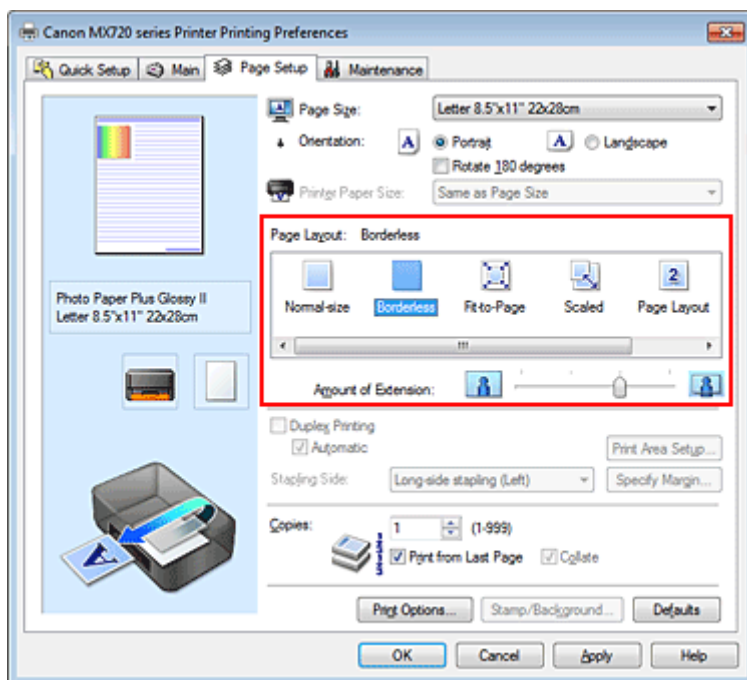 Canon MX720 series Printer Printing Preferences
Quick Setup Main Page Setup Maintenance
Page Size: Letter 8.5"x11" 22x28cm
Orientation: A Portrait A Landscape
Rotate 180 degrees
Printer Paper Size: Same as Page Size
Page Layout: Borderless
2
Normal-size Borderless Fit-to-Page Scaled Page Layout
Photo Paper Plus Glossy II
Letter 8.5"x11" 22x28cm
Amount of Extension:
Duplex Printing
Automatic
Print Area Setup...
Stapling Side: Long-side stapling (Left) Specify Margin...
Copies: 1 (1-999)
Print from Last Page Collate
A
Print Options... Stamp/Background... Defaults
OK Cancel Apply Help